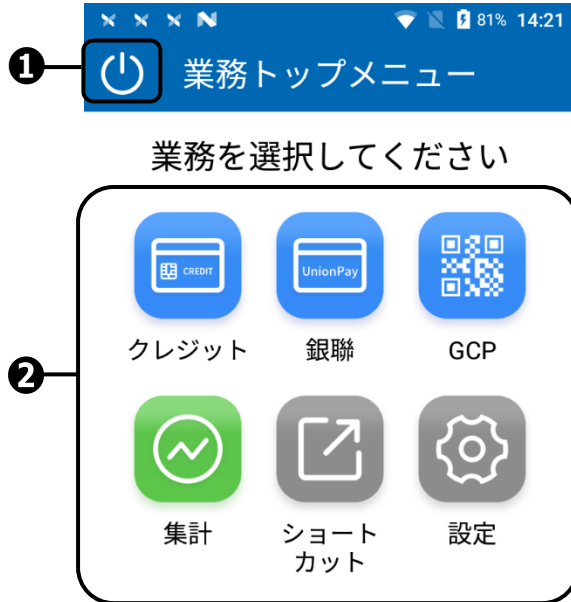 81% 14:21
❶ 業務トップメニュー
業務を選択してください
CREDIT UnionPay
クレジット 銀聯 GCP
❷
集計 ショート 設定
カット